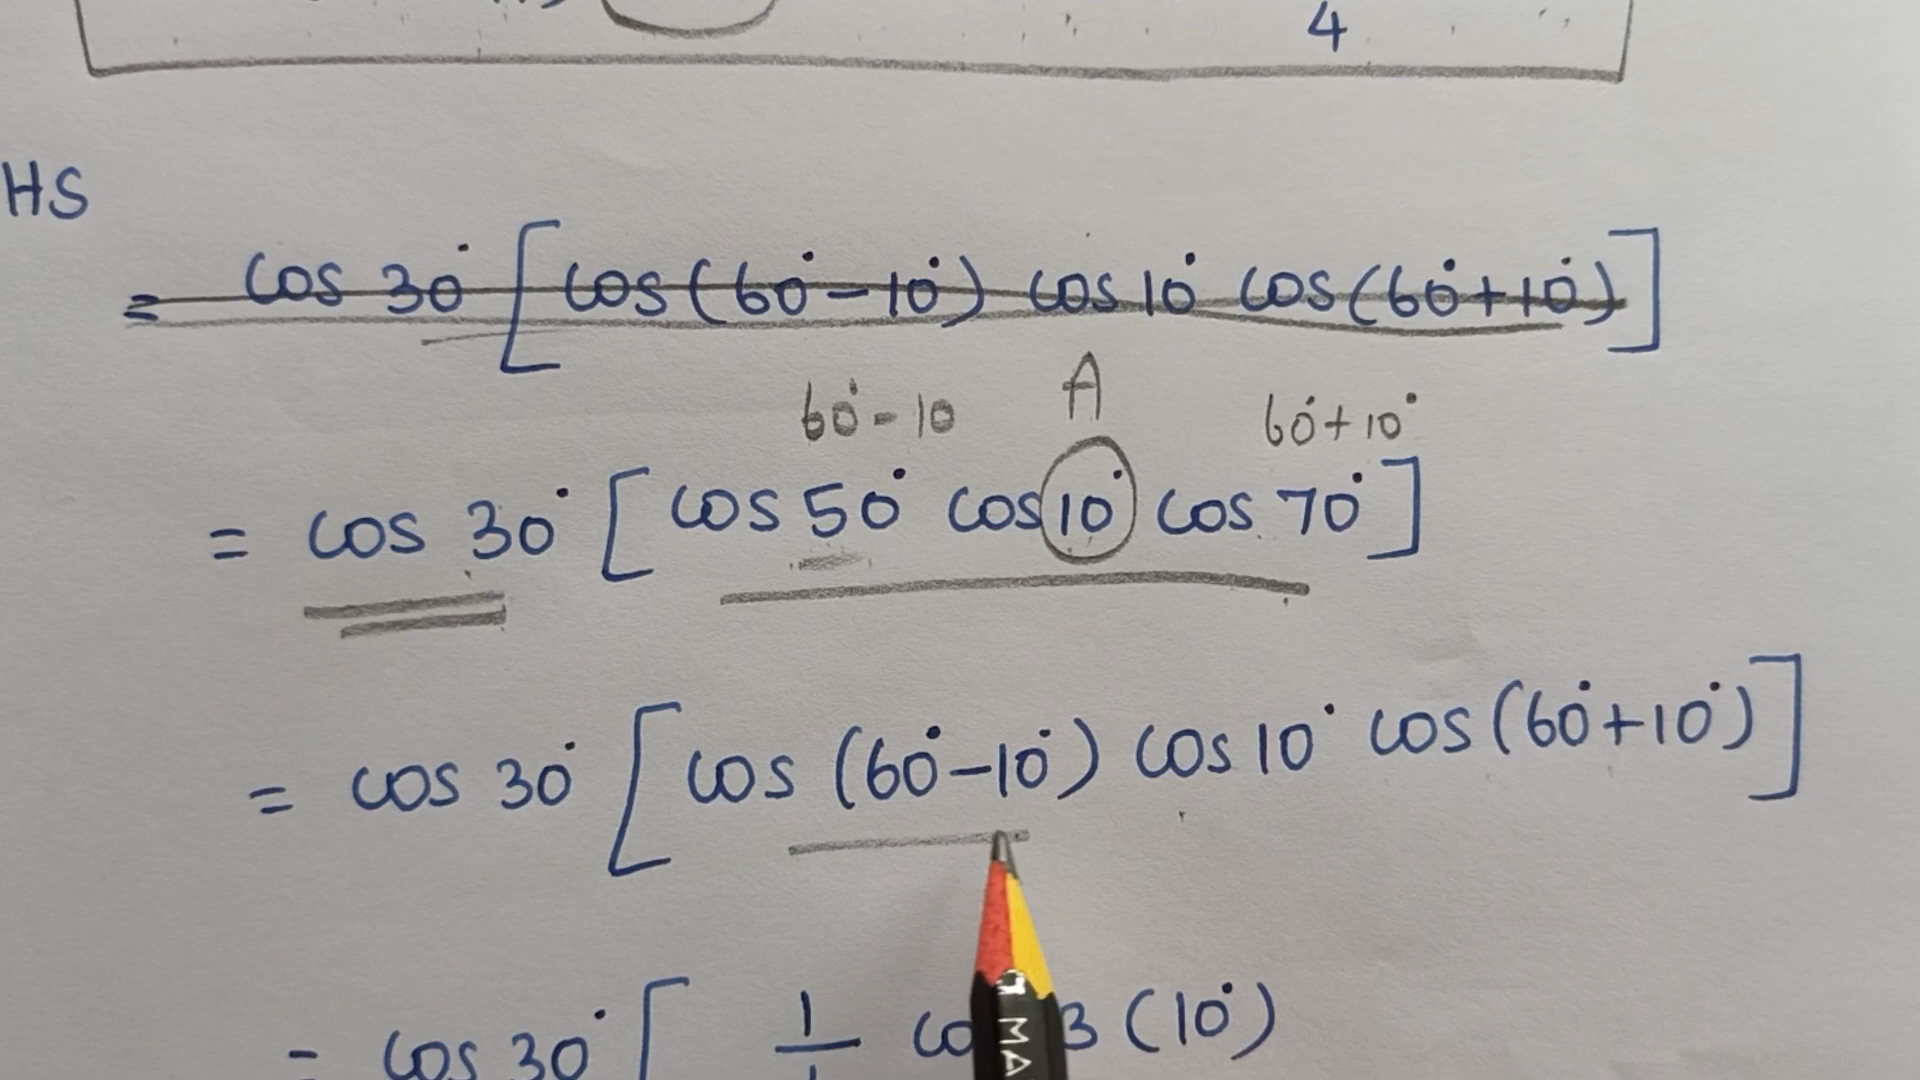 4
HS
= cos 30° [cos(60°-10°) cos 10° cos(60°+10°)]
60°-10 A 60°+10°
= cos 30° [cos 50° cos 10° cos 70°]
= cos 30° [cos (60°-10°) cos 10° cos (60°+10°)]
= cos 30° [ 1 3 (10°)
MA